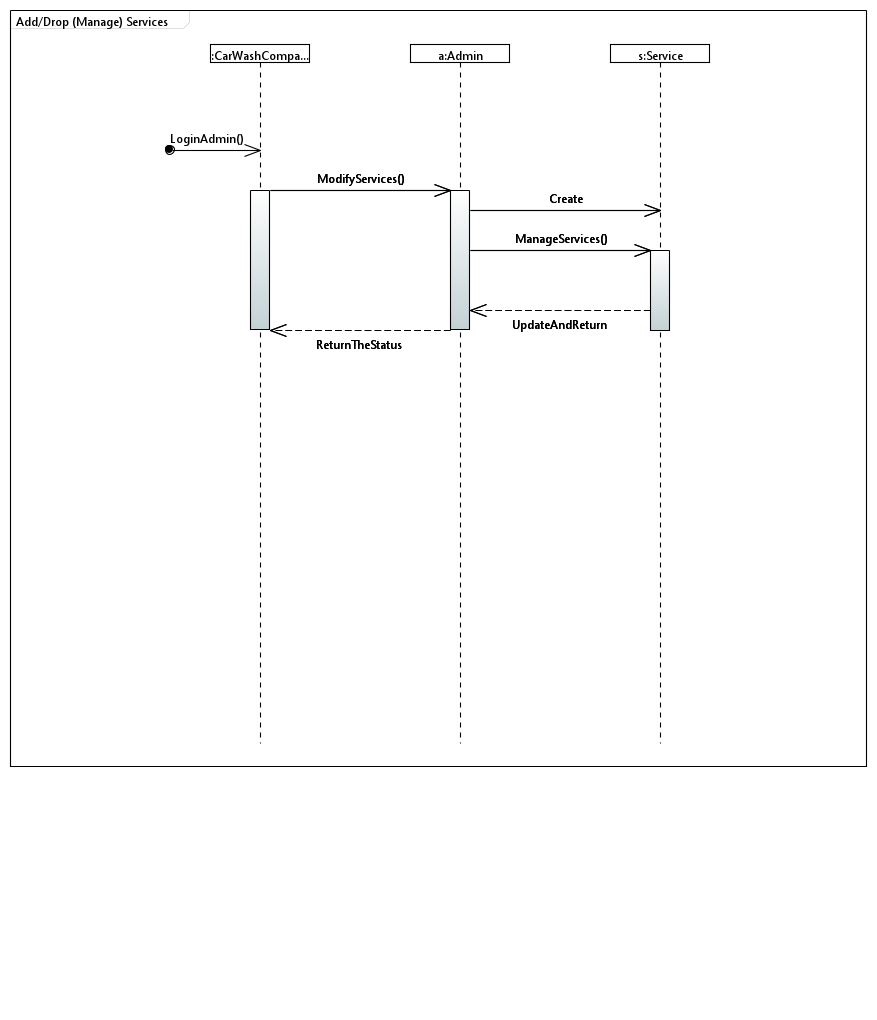 Add/Drop (Manage) Services
:CarWashCompa...
a:Admin
s:Service
LoginAdmin()
ModifyServices()
Create
ManageServices()
UpdateAndReturn
ReturnTheStatus